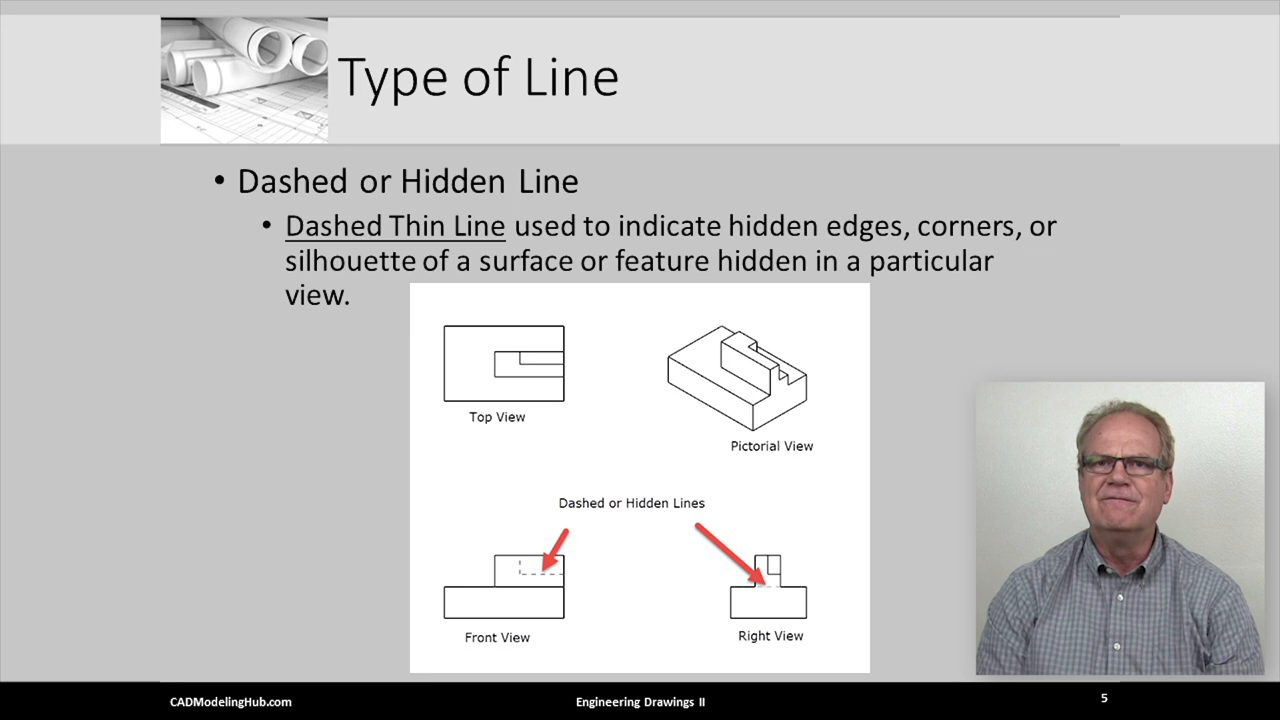 Type of Line
• Dashed or Hidden Line
• Dashed Thin Line used to indicate hidden edges, corners, or
silhouette of a surface or feature hidden in a particular
view.
Top View
Pictorial View
Dashed or Hidden Lines
Front View
Right View
CADModelingHub.com
Engineering Drawings II
5